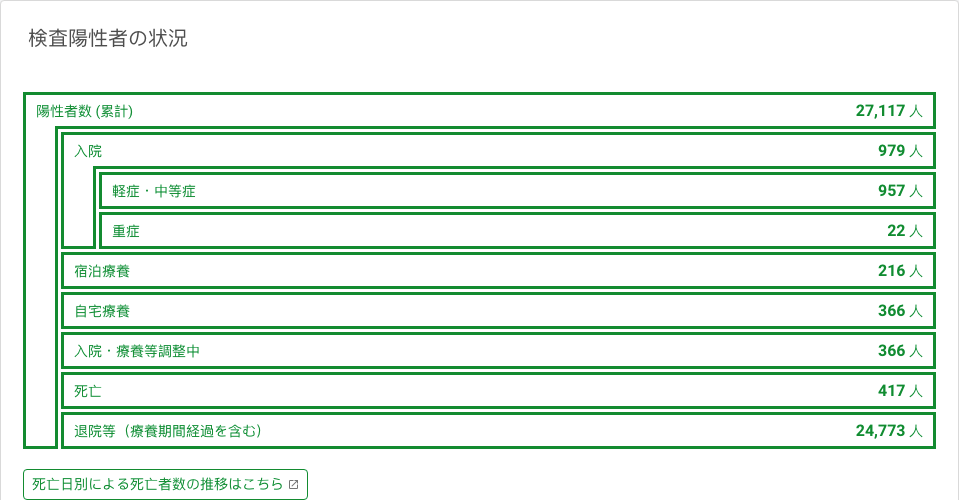 検査陽性者の状況
陽性者数 (累計) 27,117 人
入院 979 人
軽症・中等症 957 人
重症 22 人
宿泊療養 216 人
自宅療養 366 人
入院・療養等調整中 366 人
死亡 417 人
退院等（療養期間経過を含む） 24,773 人
死亡日別による死亡者数の推移はこちら